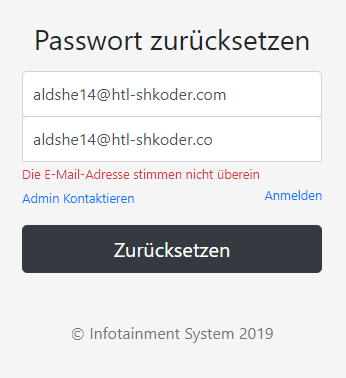 Passwort zurücksetzen
aldshe14@htl-shkoder.com
aldshe14@htl-shkoder.co
Die E-Mail-Adresse stimmen nicht überein
Admin Kontaktieren Anmelden
Zurücksetzen
© Infotainment System 2019